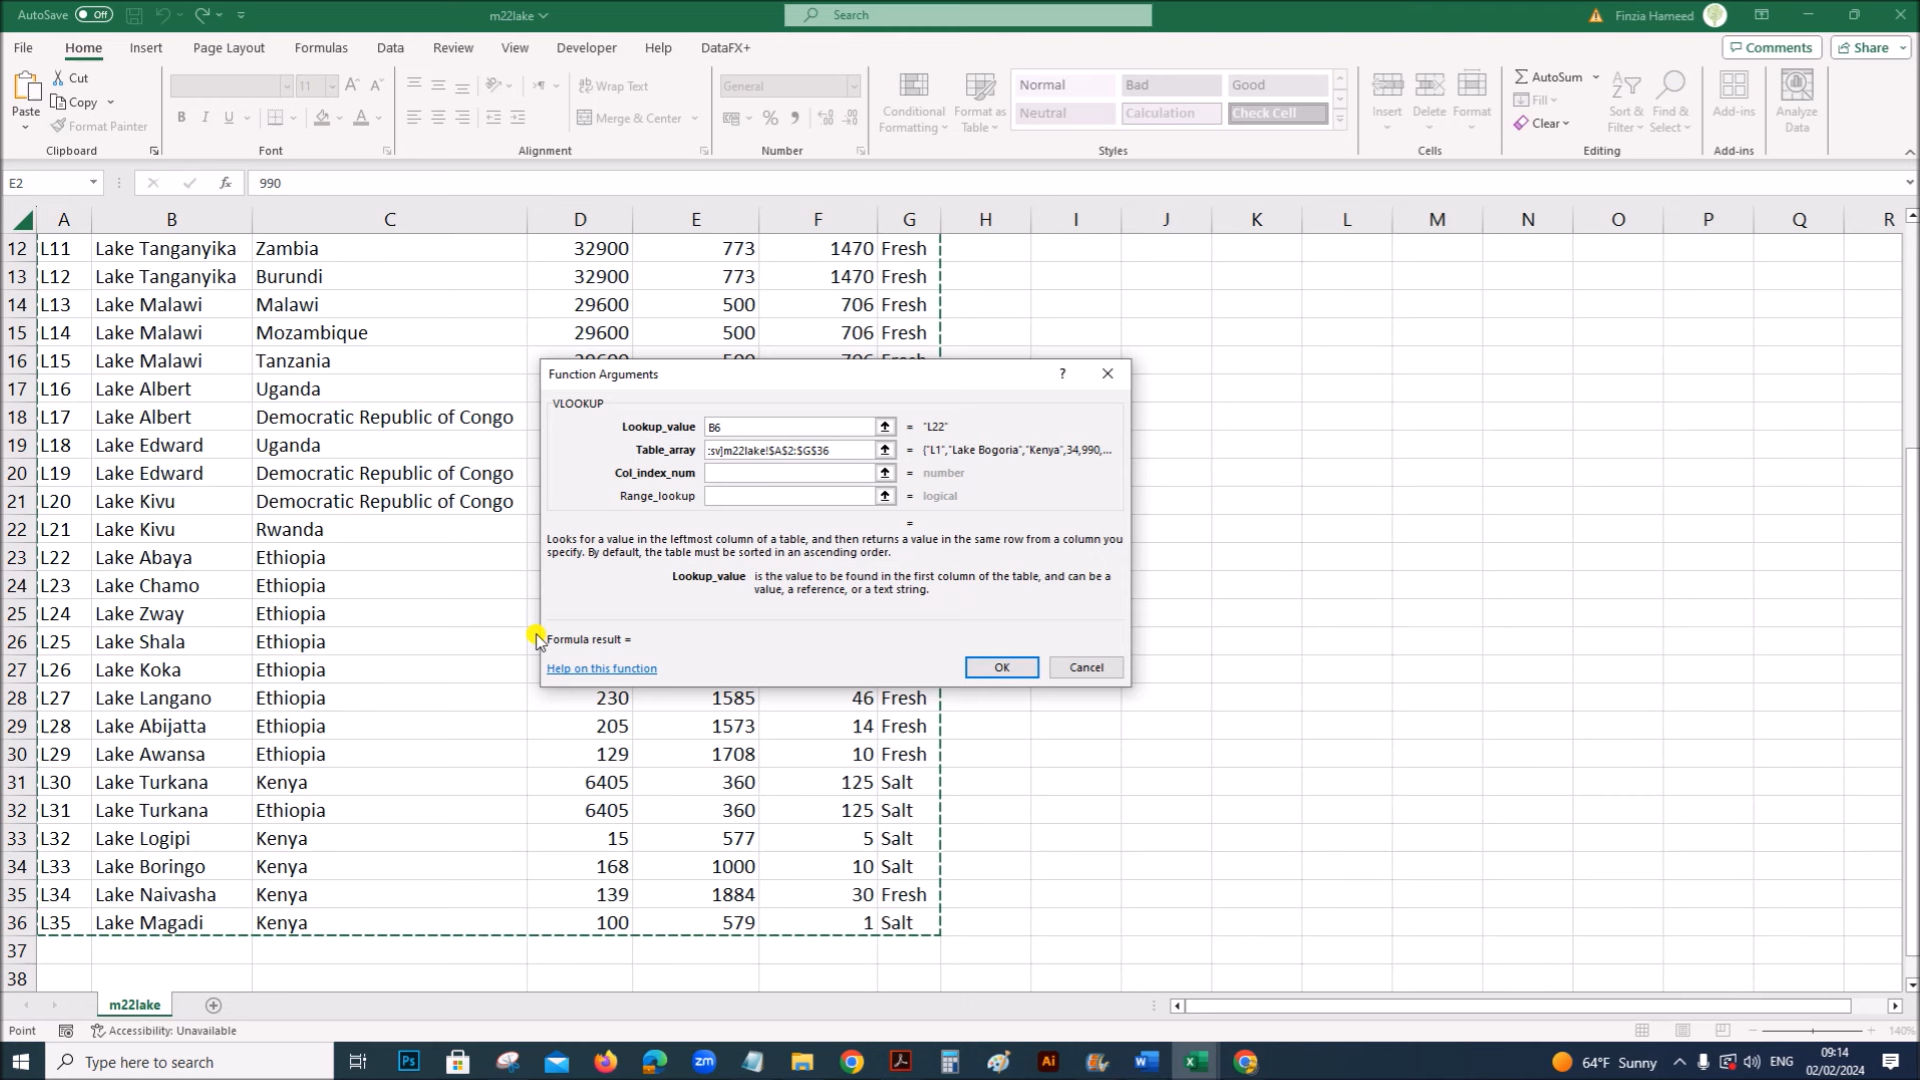 AutoSave Off m22lake Search Finzia Hameed
File Home Insert Page Layout Formulas Data Review View Developer Help DataFX+ Comments Share
Paste Cut Copy Format Painter Clipboard
11 B I U Font
Wrap Text Merge & Center Alignment
General % Number
Conditional Formatting Format as Table Normal Bad Good Neutral Calculation Check Cell Styles
Insert Delete Format Cells
AutoSum Fill Clear Sort & Filter Find & Select Editing
Add-ins Add-ins
Analyze Data
E2 fx 990
A B C D E F G H I J K L M N O P Q R
12 L11 Lake Tanganyika Zambia 32900 773 1470 Fresh
13 L12 Lake Tanganyika Burundi 32900 773 1470 Fresh
14 L13 Lake Malawi Malawi 29600 500 706 Fresh
15 L14 Lake Malawi Mozambique 29600 500 706 Fresh
16 L15 Lake Malawi Tanzania
17 L16 Lake Albert Uganda
18 L17 Lake Albert Democratic Republic of Congo
19 L18 Lake Edward Uganda
20 L19 Lake Edward Democratic Republic of Congo
21 L20 Lake Kivu Democratic Republic of Congo
22 L21 Lake Kivu Rwanda
23 L22 Lake Abaya Ethiopia
24 L23 Lake Chamo Ethiopia
25 L24 Lake Zway Ethiopia
26 L25 Lake Shala Ethiopia
27 L26 Lake Koka Ethiopia
28 L27 Lake Langano Ethiopia 230 1585 46 Fresh
29 L28 Lake Abijatta Ethiopia 205 1573 14 Fresh
30 L29 Lake Awansa Ethiopia 129 1708 10 Fresh
31 L30 Lake Turkana Kenya 6405 360 125 Salt
32 L31 Lake Turkana Ethiopia 6405 360 125 Salt
33 L32 Lake Logipi Kenya 15 577 5 Salt
34 L33 Lake Boringo Kenya 168 1000 10 Salt
35 L34 Lake Naivasha Kenya 139 1884 30 Fresh
36 L35 Lake Magadi Kenya 100 579 1 Salt
37
38
Function Arguments ?
VLOOKUP
Lookup_value B6 = "L22"
Table_array :sv]m22lake!$A$2:$G$36 = {"L1","Lake Bogoria","Kenya",34,990,...
Col_index_num = number
Range_lookup = logical
=
Looks for a value in the leftmost column of a table, and then returns a value in the same row from a column you
specify. By default, the table must be sorted in an ascending order.
Lookup_value is the value to be found in the first column of the table, and can be a
value, a reference, or a text string.
Formula result =
Help on this function OK Cancel
m22lake
Point Accessibility: Unavailable 140%
Type here to search Ps zm Ai 64°F Sunny ENG 09:14
02/02/2024